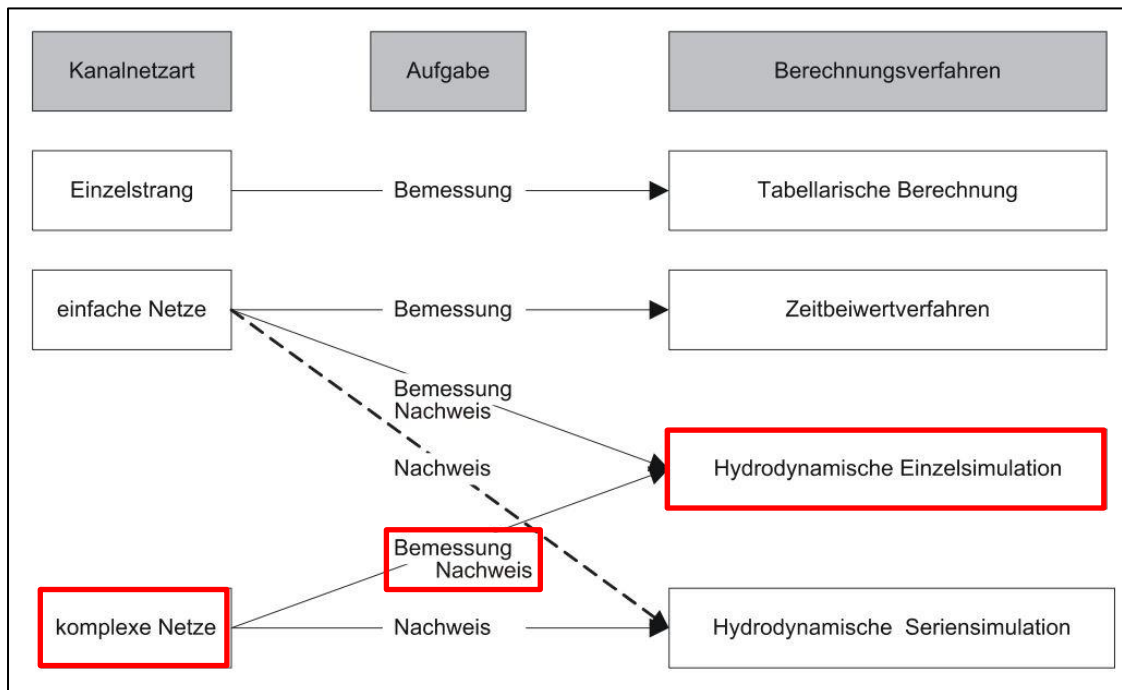 Kanalnetzart
Aufgabe
Berechnungsverfahren
Einzelstrang
Bemessung
Tabellarische Berechnung
einfache Netze
Bemessung
Zeitbeiwertverfahren
Bemessung
Nachweis
Nachweis
Hydrodynamische Einzelsimulation
Bemessung
Nachweis
komplexe Netze
Nachweis
Hydrodynamische Seriensimulation